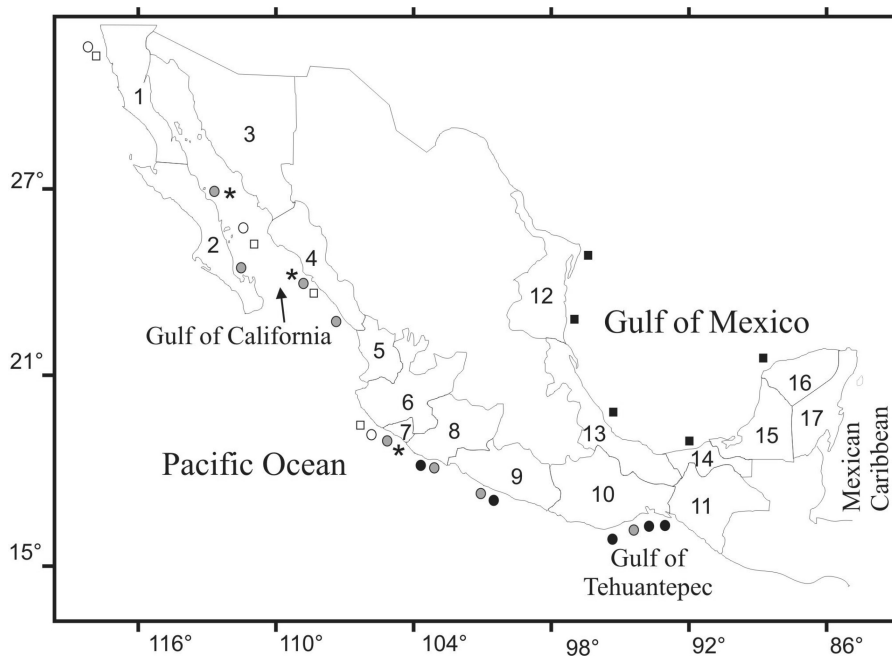 1
3
27°
*
2
4
*
12
Gulf of California
Gulf of Mexico
5
21°
16
6
17
7
13
15
8
*
14
Pacific Ocean
9
10
11
Mexican
Caribbean
15°
Gulf of
Tehuantepec
116° 110° 104° 98° 92° 86°